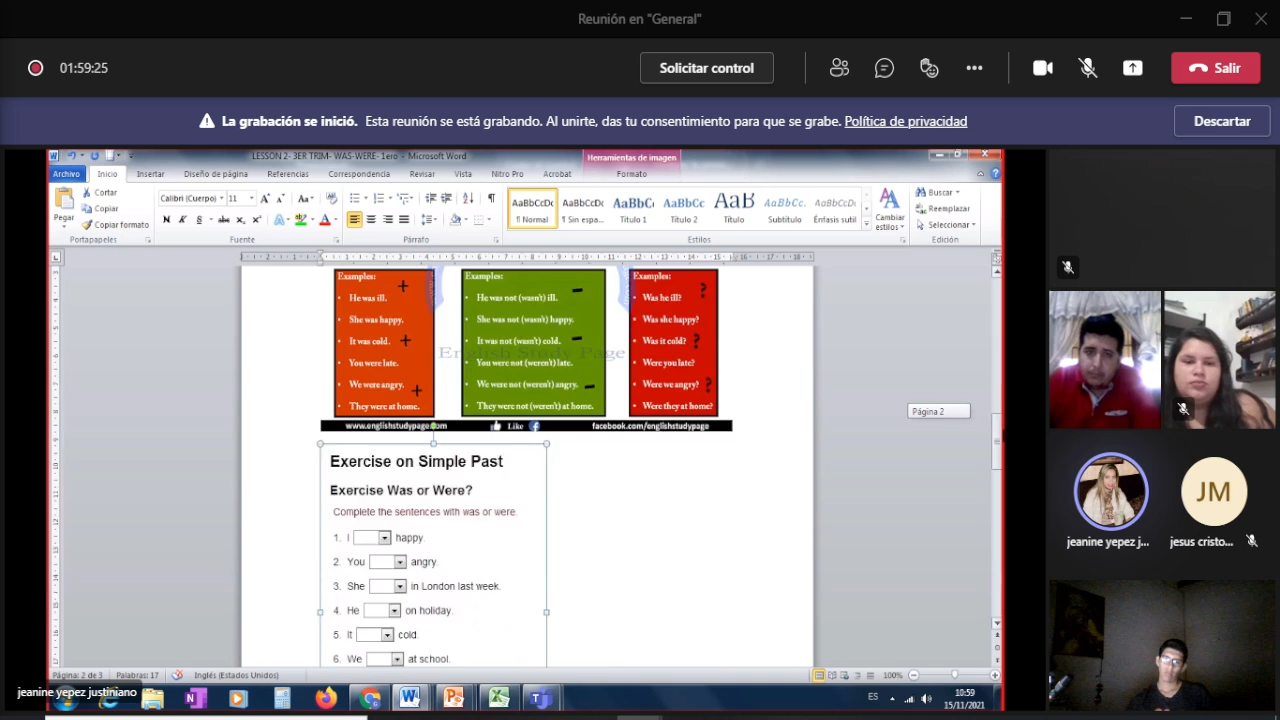 Reunión en "General"
01:59:25
Solicitar control
Salir
La grabación se inició. Esta reunión se está grabando. Al unirte, das tu consentimiento para que se grabe. Política de privacidad
Descartar
LESSON 2- 3ER TRIM- WAS-WERE- 1ero - Microsoft Word
Herramientas de imagen
Archivo Inicio Insertar Diseño de página Referencias Correspondencia Revisar Vista Nitro Pro Acrobat Formato
Pegar
Cortar
Copiar
Copiar formato
Portapapeles
Calibri (Cuerpo) 11
Fuente
Párrafo
AaBbCcDc AaBbCcDc AaBbC AaBbCc AaB AaBbCc. AaBbCcDc
¶ Normal ¶ Sin espa... Título 1 Título 2 Título Subtítulo Énfasis sutil
Estilos
Cambiar estilos
Buscar
Reemplazar
Seleccionar
Edición
Examples:
+
• He was ill.
• She was happy.
• It was cold. +
• You were late.
• We were angry. +
• They were at home.
Examples:
• He was not (wasn't) ill. -
• She was not (wasn't) happy.
• It was not (wasn't) cold. -
• You were not (weren't) late.
• We were not (weren't) angry. -
• They were not (weren't) at home.
Examples:
• Was he ill? ?
• Was she happy?
• Was it cold? ?
• Were you late?
• Were we angry? ?
• Were they at home?
English Study Page
www.englishstudypage.com Like f facebook.com/englishstudypage
Página 2
Exercise on Simple Past
Exercise Was or Were?
Complete the sentences with was or were.
1. I happy.
2. You angry.
3. She in London last week.
4. He on holiday.
5. It cold.
6. We at school.
jeanine yepez j...
JM
jesus cristo...
Página: 2 de 3 Palabras: 17 Inglés (Estados Unidos) 100%
jeanine yepez justiniano
ES
10:59
15/11/2021